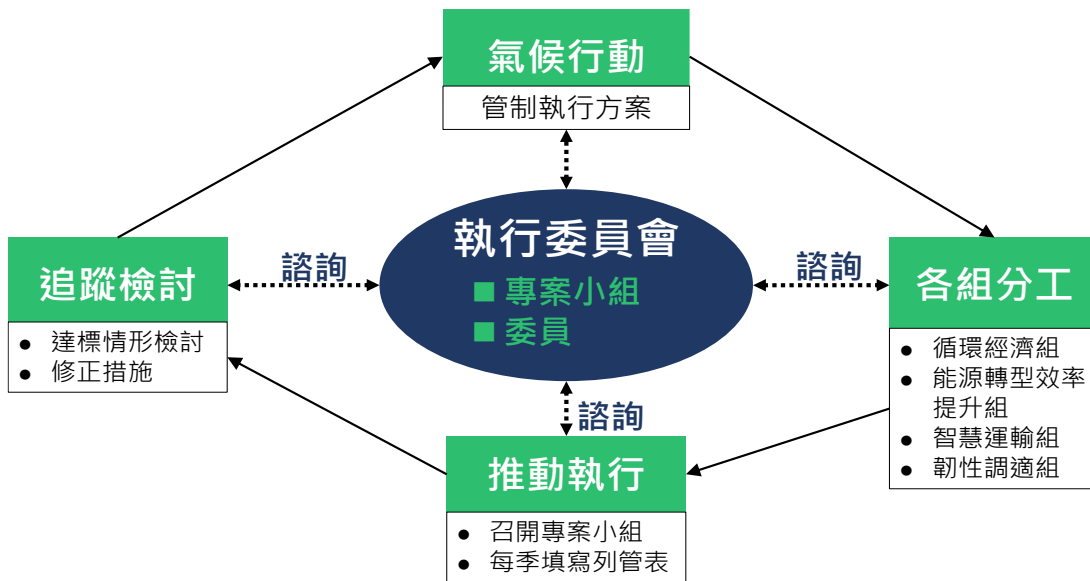 氣候行動
管制執行方案
執行委員會
■ 專案小組
■ 委員
諮詢
諮詢
諮詢
追蹤檢討
● 達標情形檢討
● 修正措施
各組分工
● 循環經濟組
● 能源轉型效率
提升組
● 智慧運輸組
● 韌性調適組
推動執行
● 召開專案小組
● 每季填寫列管表